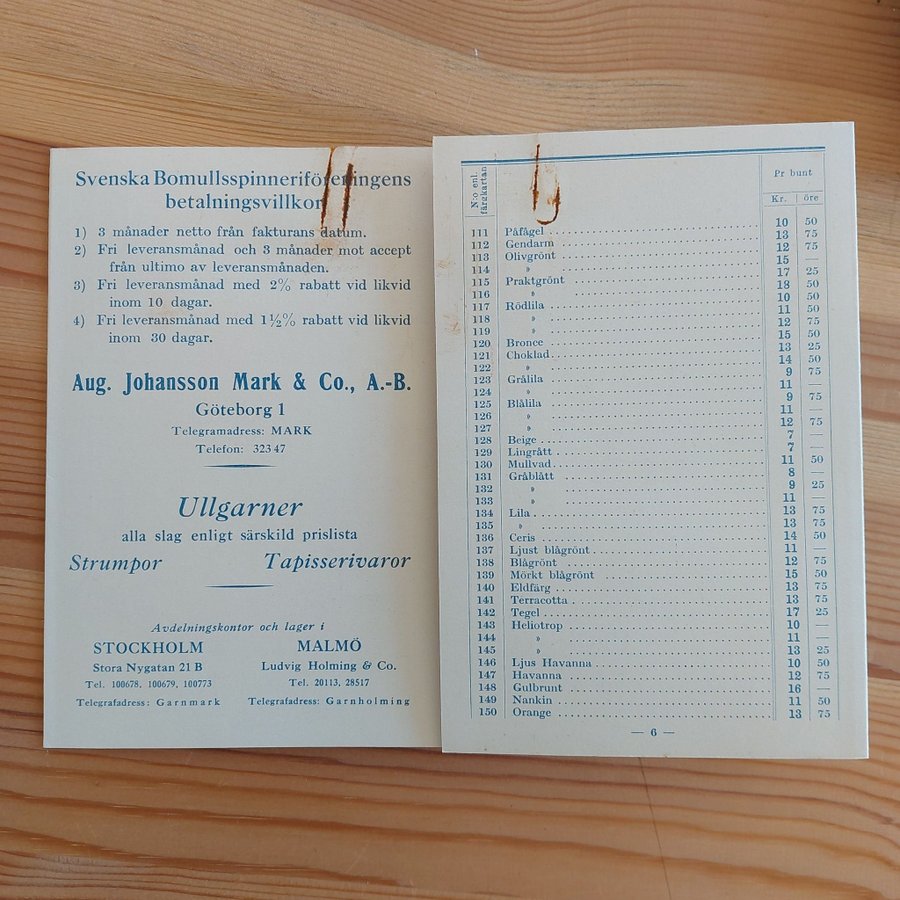 Svenska Bomullsspinneriföreningens
betalningsvillkor
1) 3 månader netto från fakturans datum.
2) Fri leveransmånad och 3 månader mot accept
från ultimo av leveransmånaden.
3) Fri leveransmånad med 2% rabatt vid likvid
inom 10 dagar.
4) Fri leveransmånad med 1½% rabatt vid likvid
inom 30 dagar.
Aug. Johansson Mark & Co., A.-B.
Göteborg 1
Telegramadress: MARK
Telefon: 323 47
Ullgarner
alla slag enligt särskild prislista
Strumpor Tapisserivaror
Avdelningskontor och lager i
STOCKHOLM
Stora Nygatan 21 B
Tel. 100678, 100679, 100773
Telegrafadress: Garnmark
MALMÖ
Ludvig Holming & Co.
Tel. 20113, 28517
Telegrafadress: Garnholming
N:o enl.
färgkartan
Pr bunt
Kr. öre
111 Påfågel 10 50
112 Gendarm 13 75
113 Olivgrönt 12 75
114 » 15 —
115 Praktgrönt 17 25
116 » 18 50
117 Rödlila 10 50
118 » 11 50
119 » 12 75
120 Bronce 15 50
121 Choklad 13 25
122 » 14 50
123 Grålila 9 75
124 » 11 —
125 Blålila 9 75
126 » 11 —
127 » 12 75
128 Beige 7 —
129 Lingrått 7 —
130 Mullvad 11 50
131 Gråblått 8 —
132 » 9 25
133 » 11 —
134 Lila 13 75
135 » 13 75
136 Ceris 14 50
137 Ljust blågrönt 11 —
138 Blågrönt 12 75
139 Mörkt blågrönt 15 50
140 Eldfärg 13 75
141 Terracotta 13 75
142 Tegel 17 25
143 Heliotrop 10 —
144 » 11 —
145 » 13 25
146 Ljus Havanna 10 50
147 Havanna 12 75
148 Gulbrunt 16 —
149 Nankin 11 50
150 Orange 13 75
— 6 —